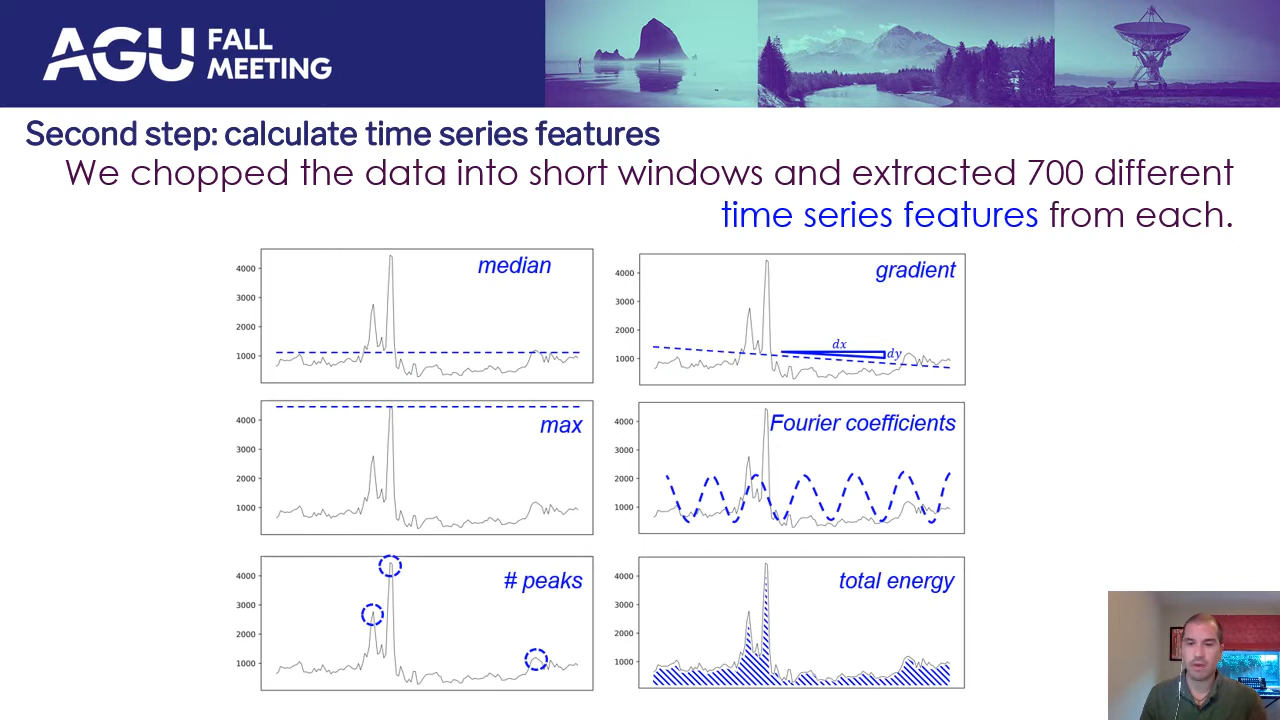 AGU FALL
MEETING
Second step: calculate time series features
We chopped the data into short windows and extracted 700 different
time series features from each.
median
4000
3000
2000
1000
gradient
4000
3000
2000
1000
dx
dy
max
4000
3000
2000
1000
Fourier coefficients
4000
3000
2000
1000
# peaks
4000
3000
2000
1000
total energy
4000
3000
2000
1000